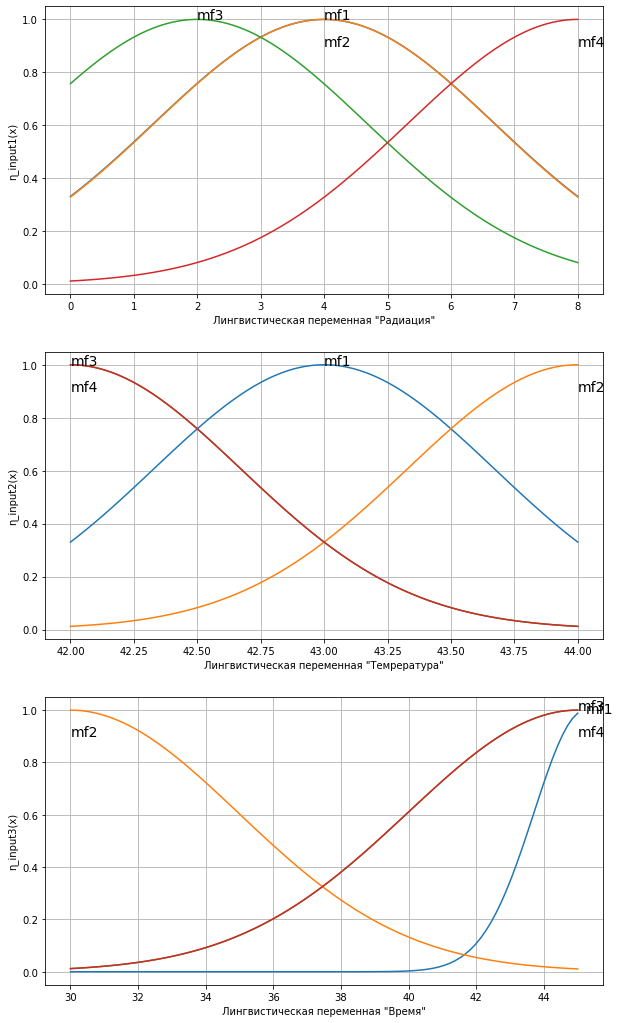 mf3
mf1
mf2
mf4
η_input1(x)
1.0
0.8
0.6
0.4
0.2
0.0
0 1 2 3 4 5 6 7 8
Лингвистическая переменная "Радиация"
mf3
mf1
mf4
mf2
η_input2(x)
1.0
0.8
0.6
0.4
0.2
0.0
42.00 42.25 42.50 42.75 43.00 43.25 43.50 43.75 44.00
Лингвистическая переменная "Темрература"
mf3
mf1
mf2
mf4
η_input3(x)
1.0
0.8
0.6
0.4
0.2
0.0
30 32 34 36 38 40 42 44
Лингвистическая переменная "Время"